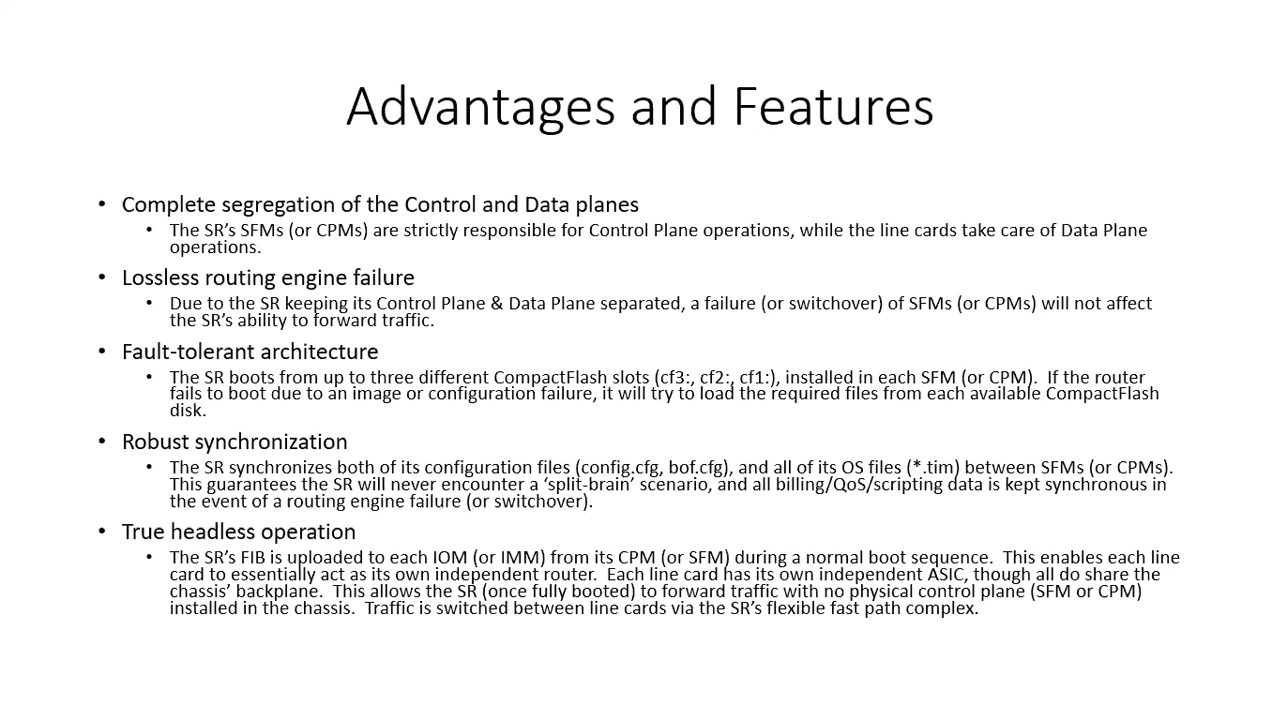 Advantages and Features
• Complete segregation of the Control and Data planes
• The SR's SFMs (or CPMs) are strictly responsible for Control Plane operations, while the line cards take care of Data Plane
operations.
• Lossless routing engine failure
• Due to the SR keeping its Control Plane & Data Plane separated, a failure (or switchover) of SFMs (or CPMs) will not affect
the SR's ability to forward traffic.
• Fault-tolerant architecture
• The SR boots from up to three different CompactFlash slots (cf3:, cf2:, cf1:), installed in each SFM (or CPM).  If the router
fails to boot due to an image or configuration failure, it will try to load the required files from each available CompactFlash
disk.
• Robust synchronization
• The SR synchronizes both of its configuration files (config.cfg, bof.cfg), and all of its OS files (*.tim) between SFMs (or CPMs).
This guarantees the SR will never encounter a ‘split-brain’ scenario, and all billing/QoS/scripting data is kept synchronous in
the event of a routing engine failure (or switchover).
• True headless operation
• The SR's FIB is uploaded to each IOM (or IMM) from its CPM (or SFM) during a normal boot sequence.  This enables each line
card to essentially act as its own independent router.  Each line card has its own independent ASIC, though all do share the
chassis’ backplane.  This allows the SR (once fully booted) to forward traffic with no physical control plane (SFM or CPM)
installed in the chassis.  Traffic is switched between line cards via the SR's flexible fast path complex.